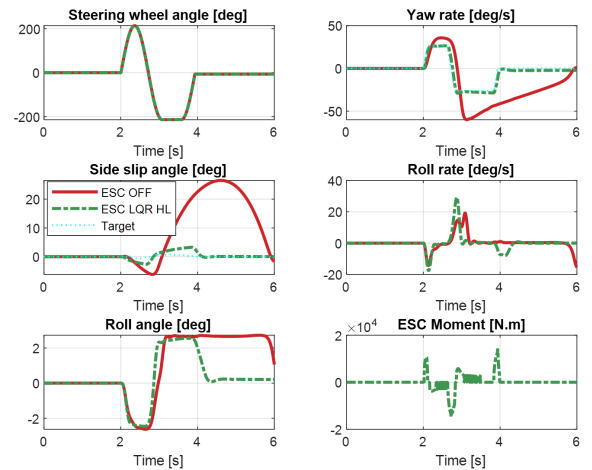 Steering wheel angle [deg]
200
0
-200
0 2 4 6
Time [s]
Yaw rate [deg/s]
50
0
-50
0 2 4 6
Time [s]
Side slip angle [deg]
20
10
0
ESC OFF
ESC LQR HL
Target
0 2 4 6
Time [s]
Roll rate [deg/s]
40
20
0
-20
0 2 4 6
Time [s]
Roll angle [deg]
2
0
-2
0 2 4 6
Time [s]
ESC Moment [N.m]
×10⁴
2
0
-2
0 2 4 6
Time [s]